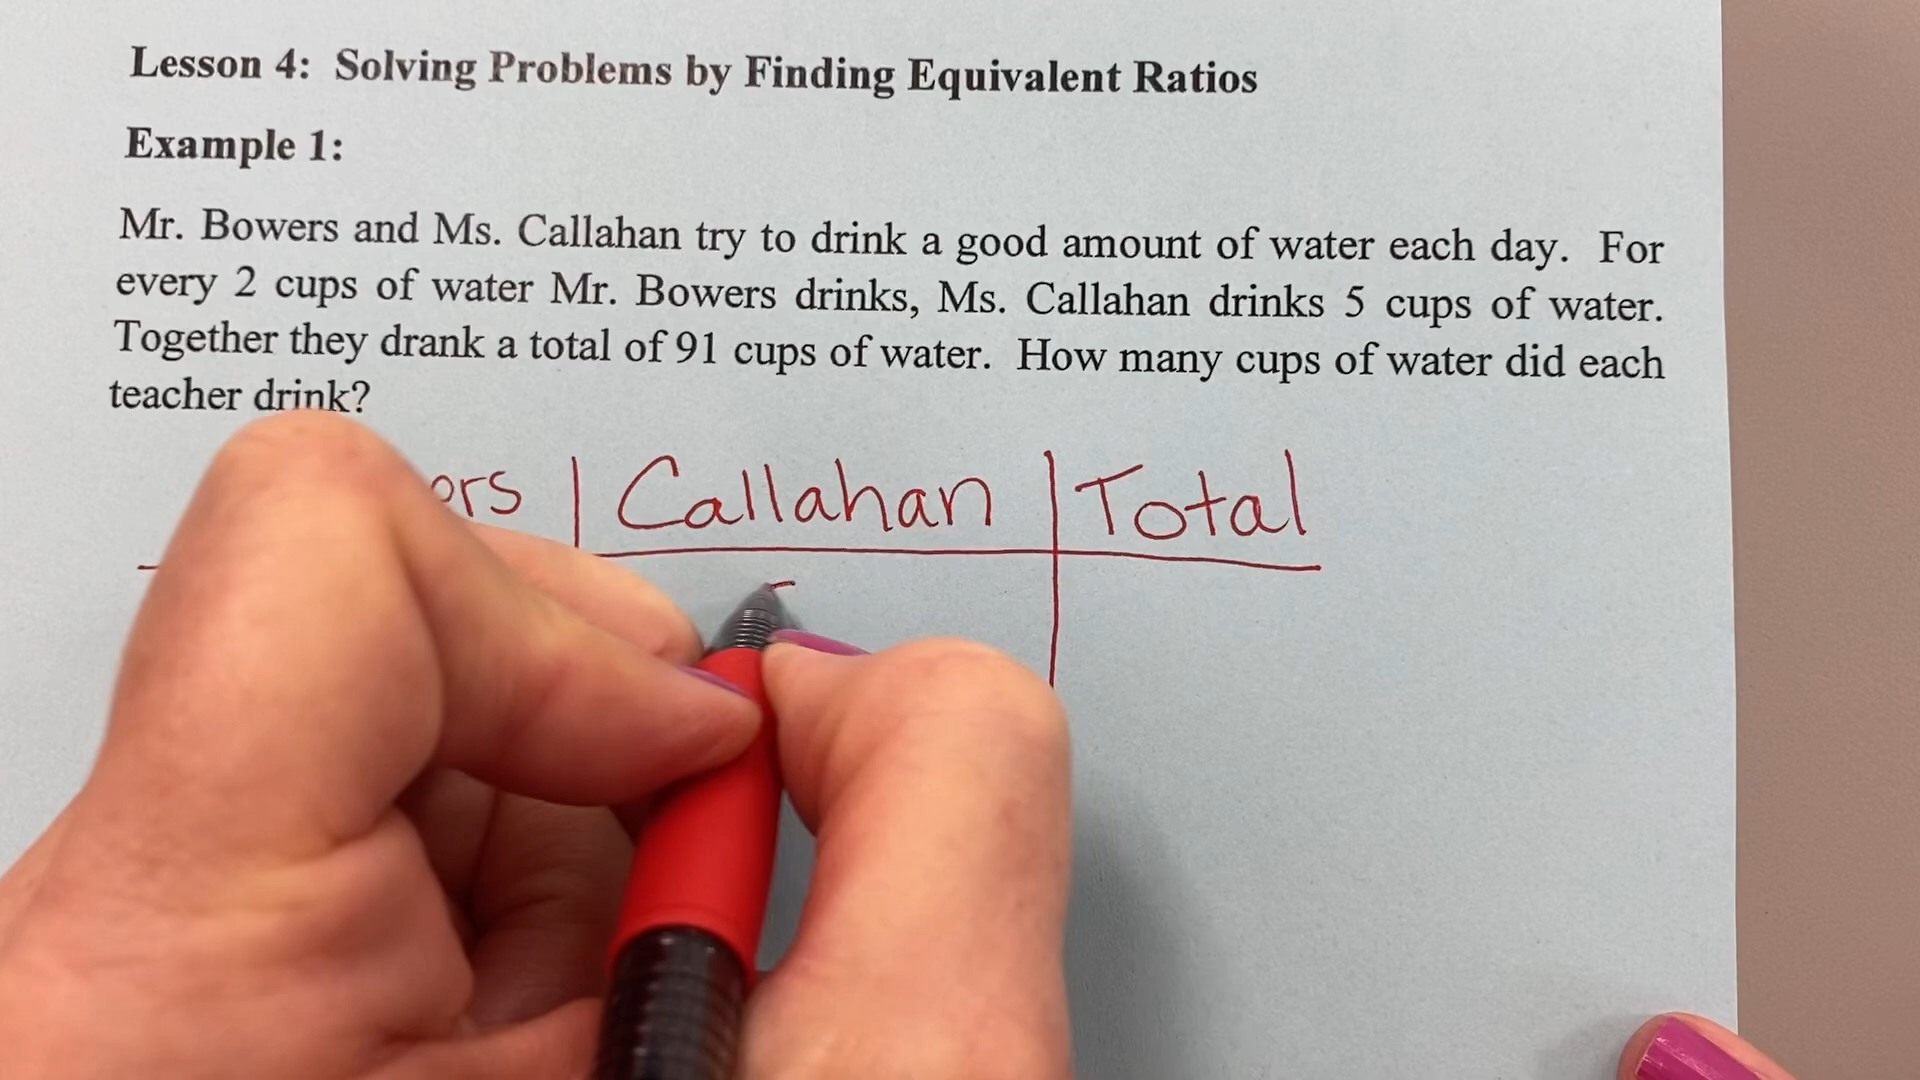 Lesson 4: Solving Problems by Finding Equivalent Ratios
Example 1:
Mr. Bowers and Ms. Callahan try to drink a good amount of water each day. For
every 2 cups of water Mr. Bowers drinks, Ms. Callahan drinks 5 cups of water.
Together they drank a total of 91 cups of water. How many cups of water did each
teacher drink?
ers Callahan Total